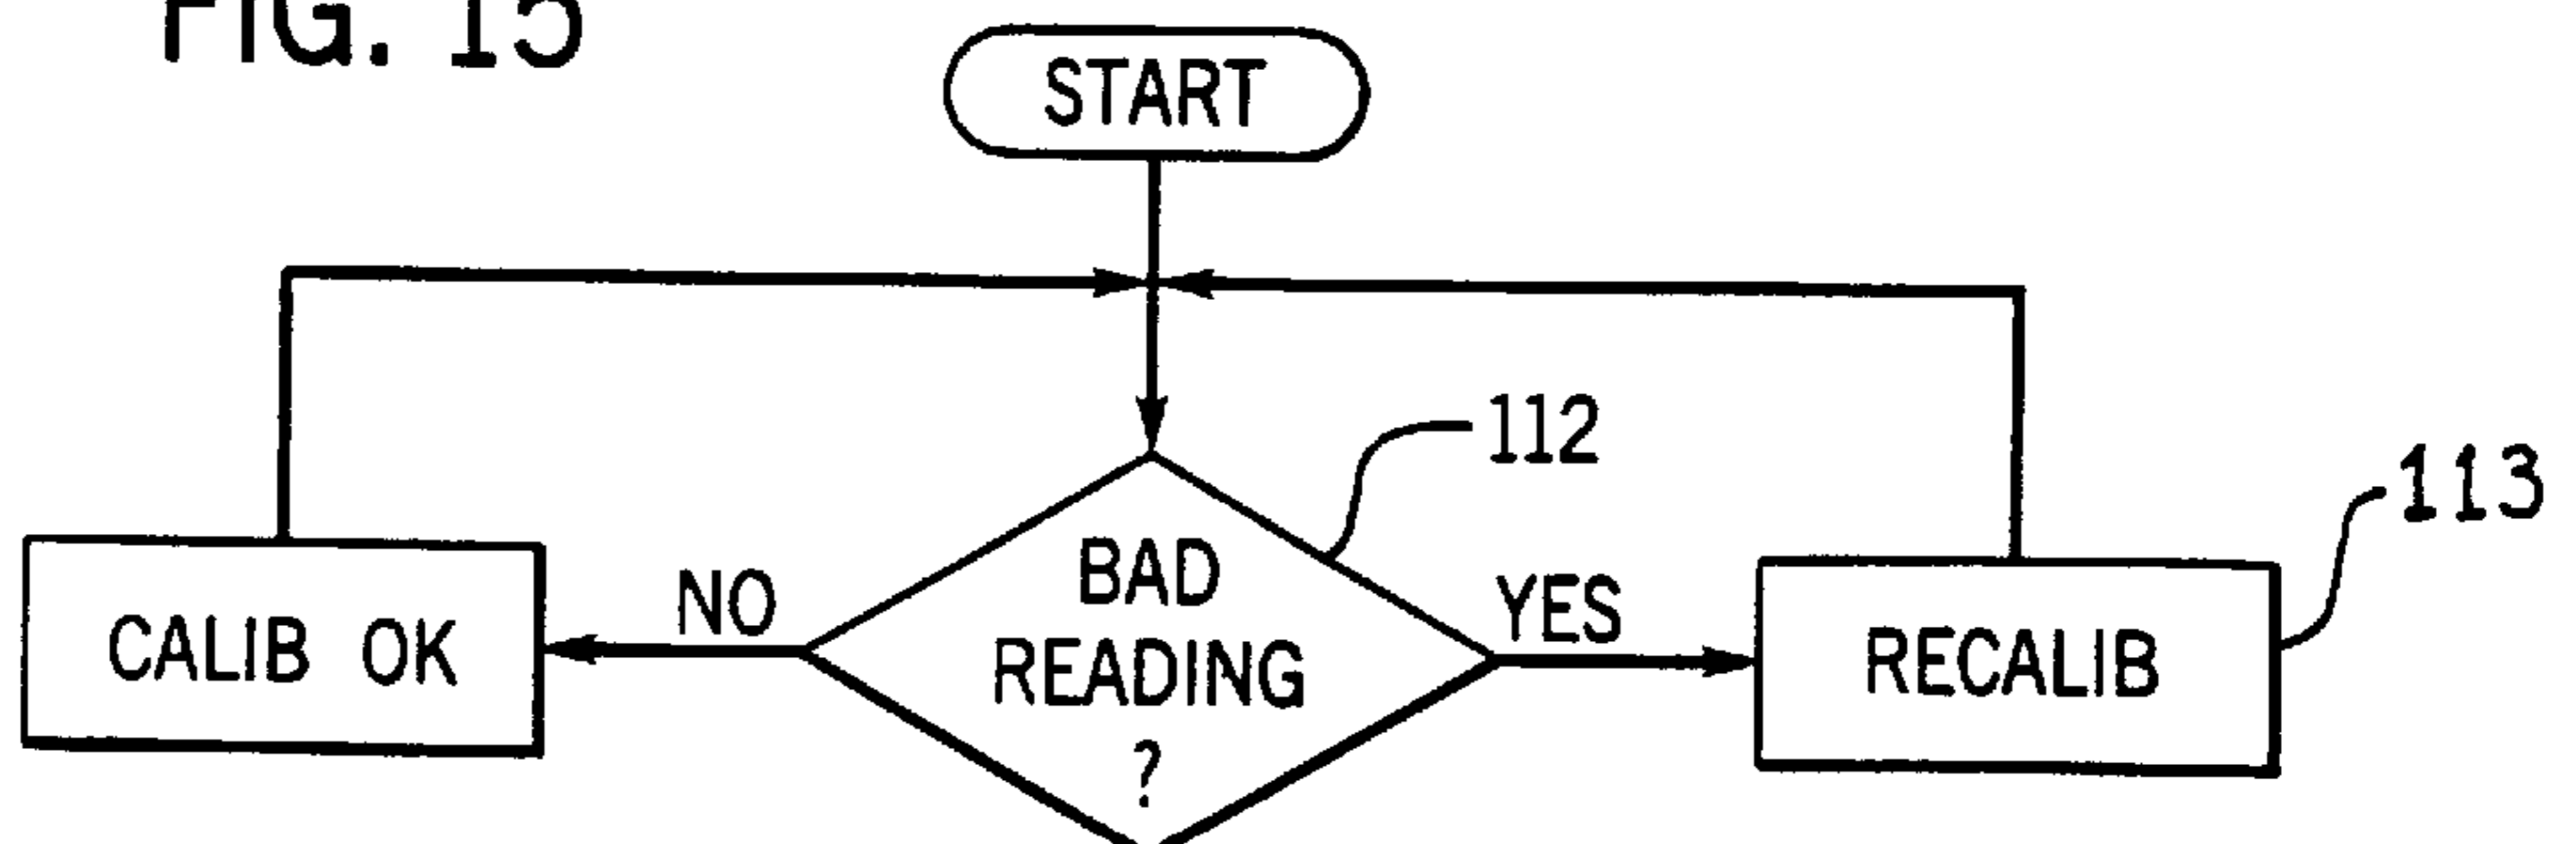 FIG. 15
START
112
113
BAD
READING
?
NO
YES
CALIB OK
RECALIB